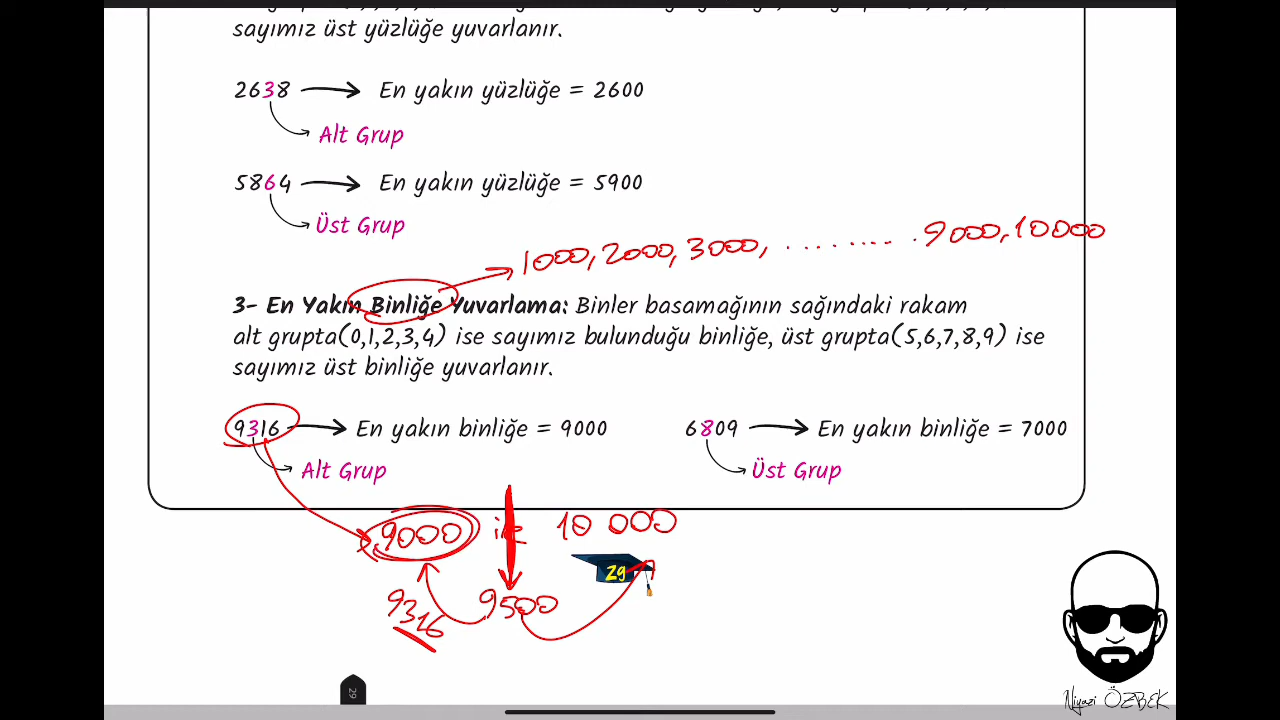 sayımız üst yüzlüğe yuvarlanır.
2638 → En yakın yüzlüğe = 2600
Alt Grup
5864 → En yakın yüzlüğe = 5900
Üst Grup
1000, 2000, 3000, .......... 9000, 10000
3- En Yakın Binliğe Yuvarlama: Binler basamağının sağındaki rakam
alt grupta(0,1,2,3,4) ise sayımız bulunduğu binliğe, üst grupta(5,6,7,8,9) ise
sayımız üst binliğe yuvarlanır.
9316 → En yakın binliğe = 9000 6809 → En yakın binliğe = 7000
Alt Grup Üst Grup
9000 ile 10 000
zg
9316 9500
Niyazi ÖZBEK
29